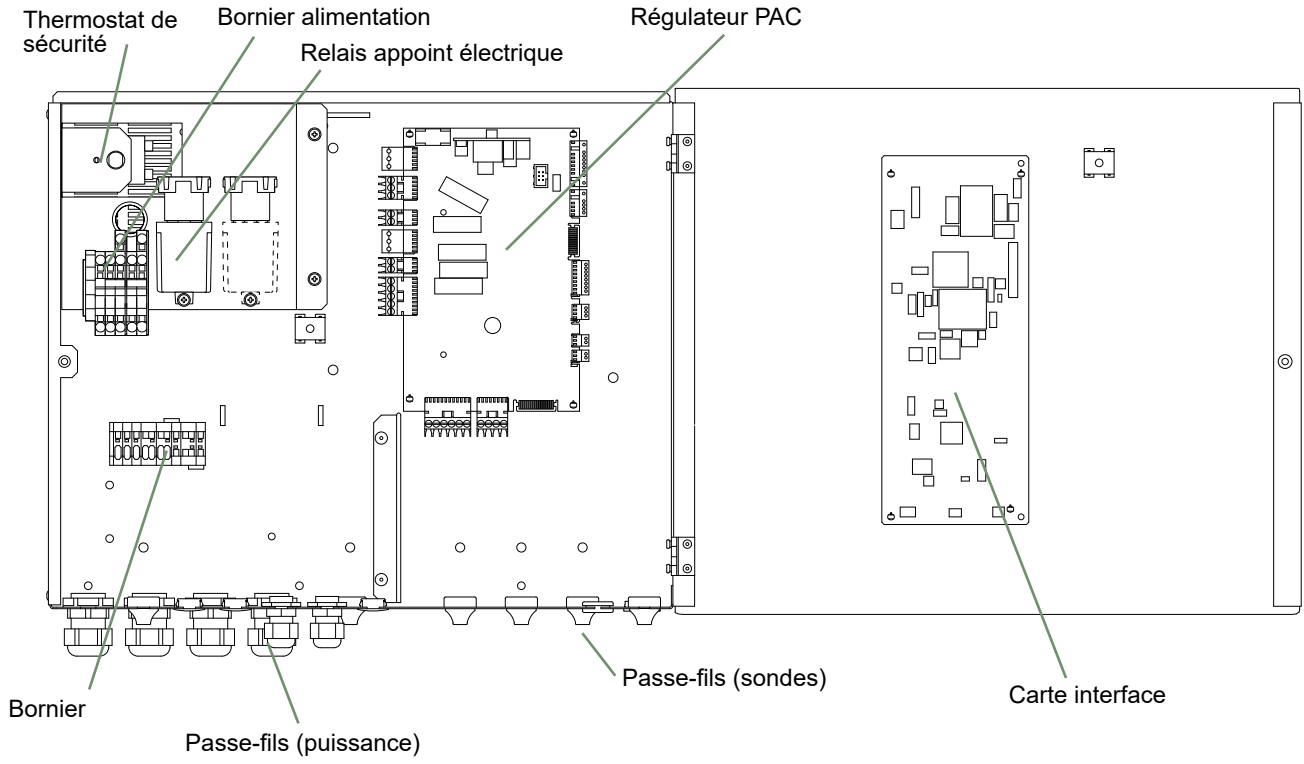 Thermostat de
sécurité
Bornier alimentation
Relais appoint électrique
Régulateur PAC
Passe-fils (sondes)
Carte interface
Bornier
Passe-fils (puissance)